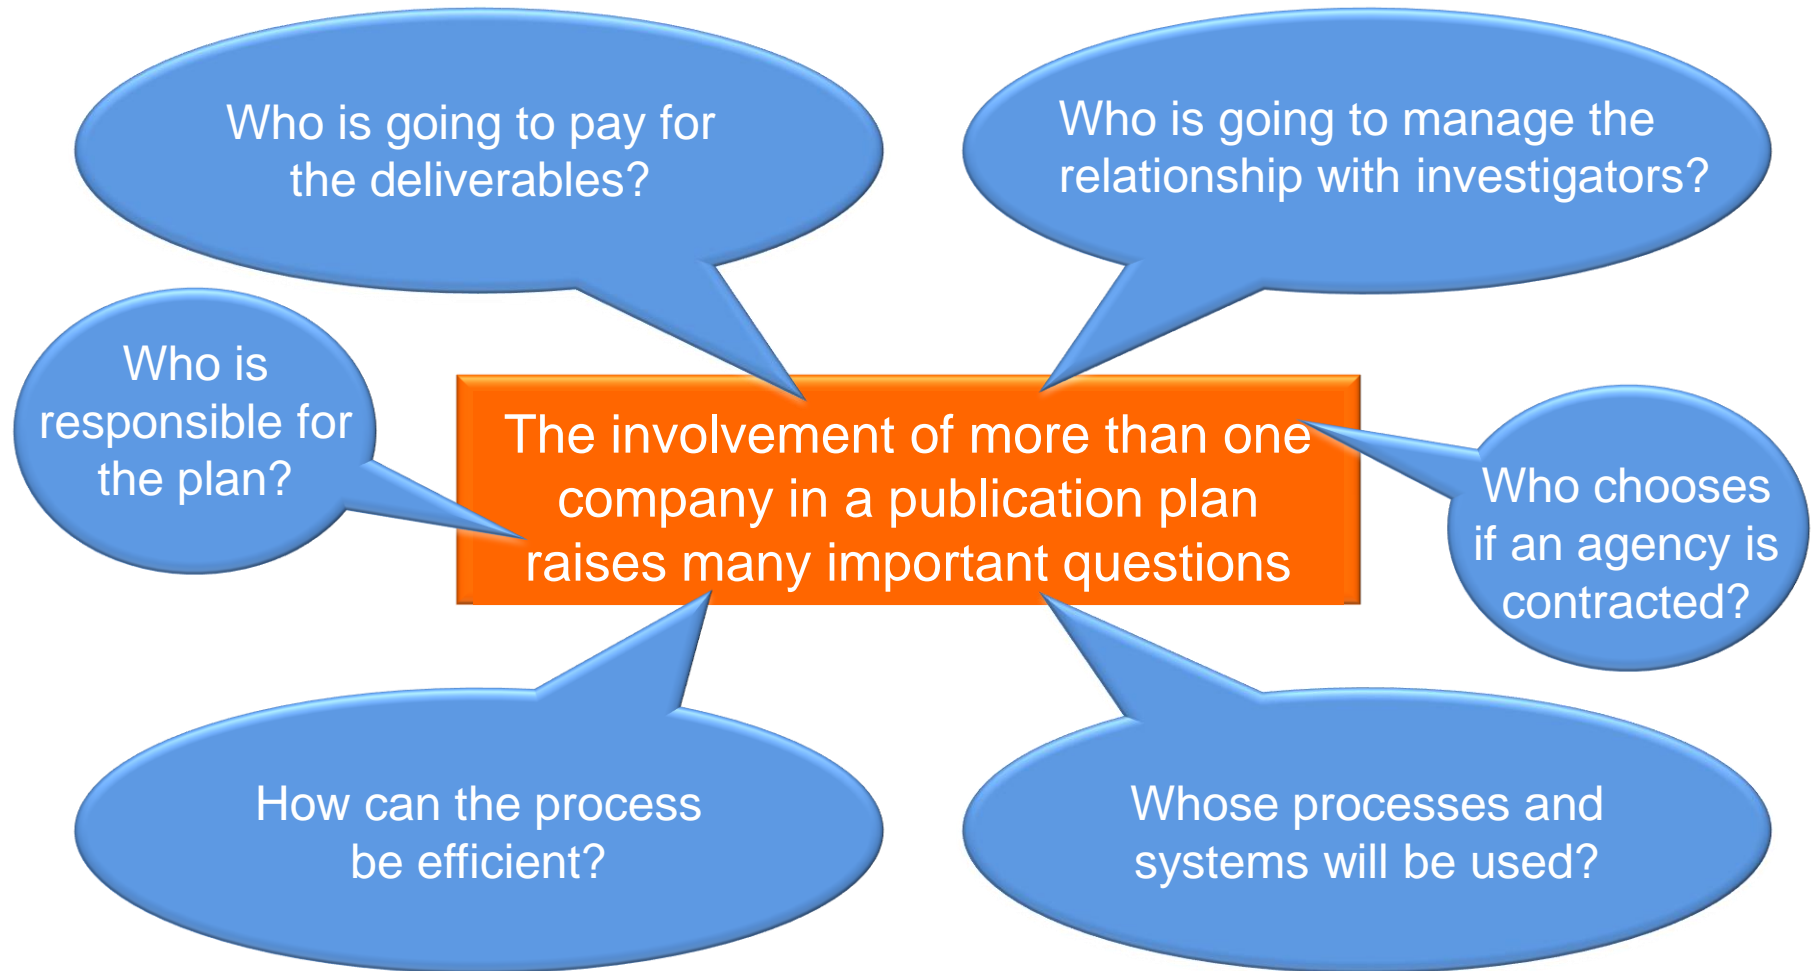 Who is going to pay for
the deliverables?
Who is going to manage the
relationship with investigators?
Who is
responsible for
the plan?
The involvement of more than one
company in a publication plan
raises many important questions
Who chooses
if an agency is
contracted?
How can the process
be efficient?
Whose processes and
systems will be used?